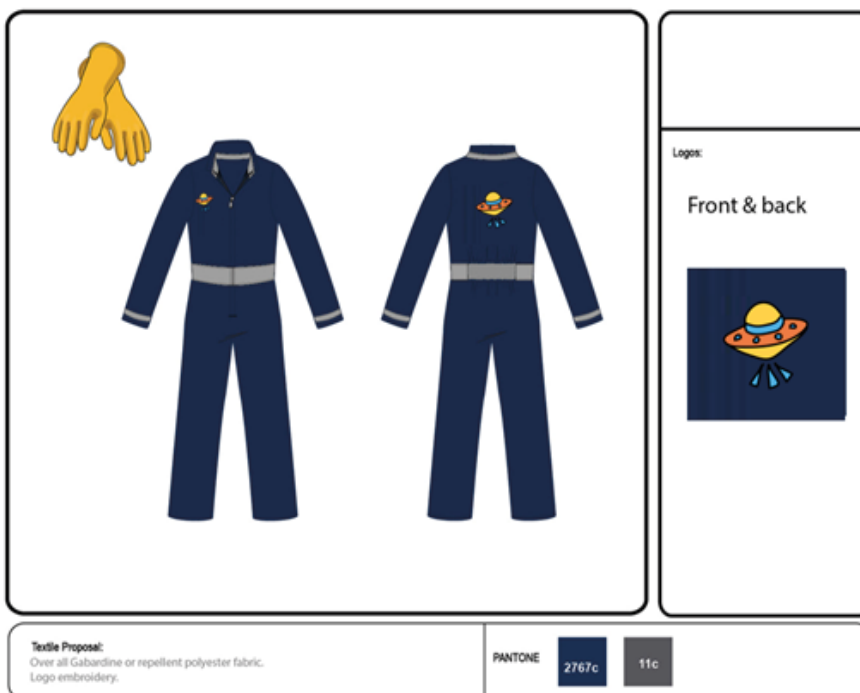 Logos:
Front & back
Textile Proposal:
Over all Gabardine or repellent polyester fabric.
Logo embroidery.
PANTONE
2767c
11c